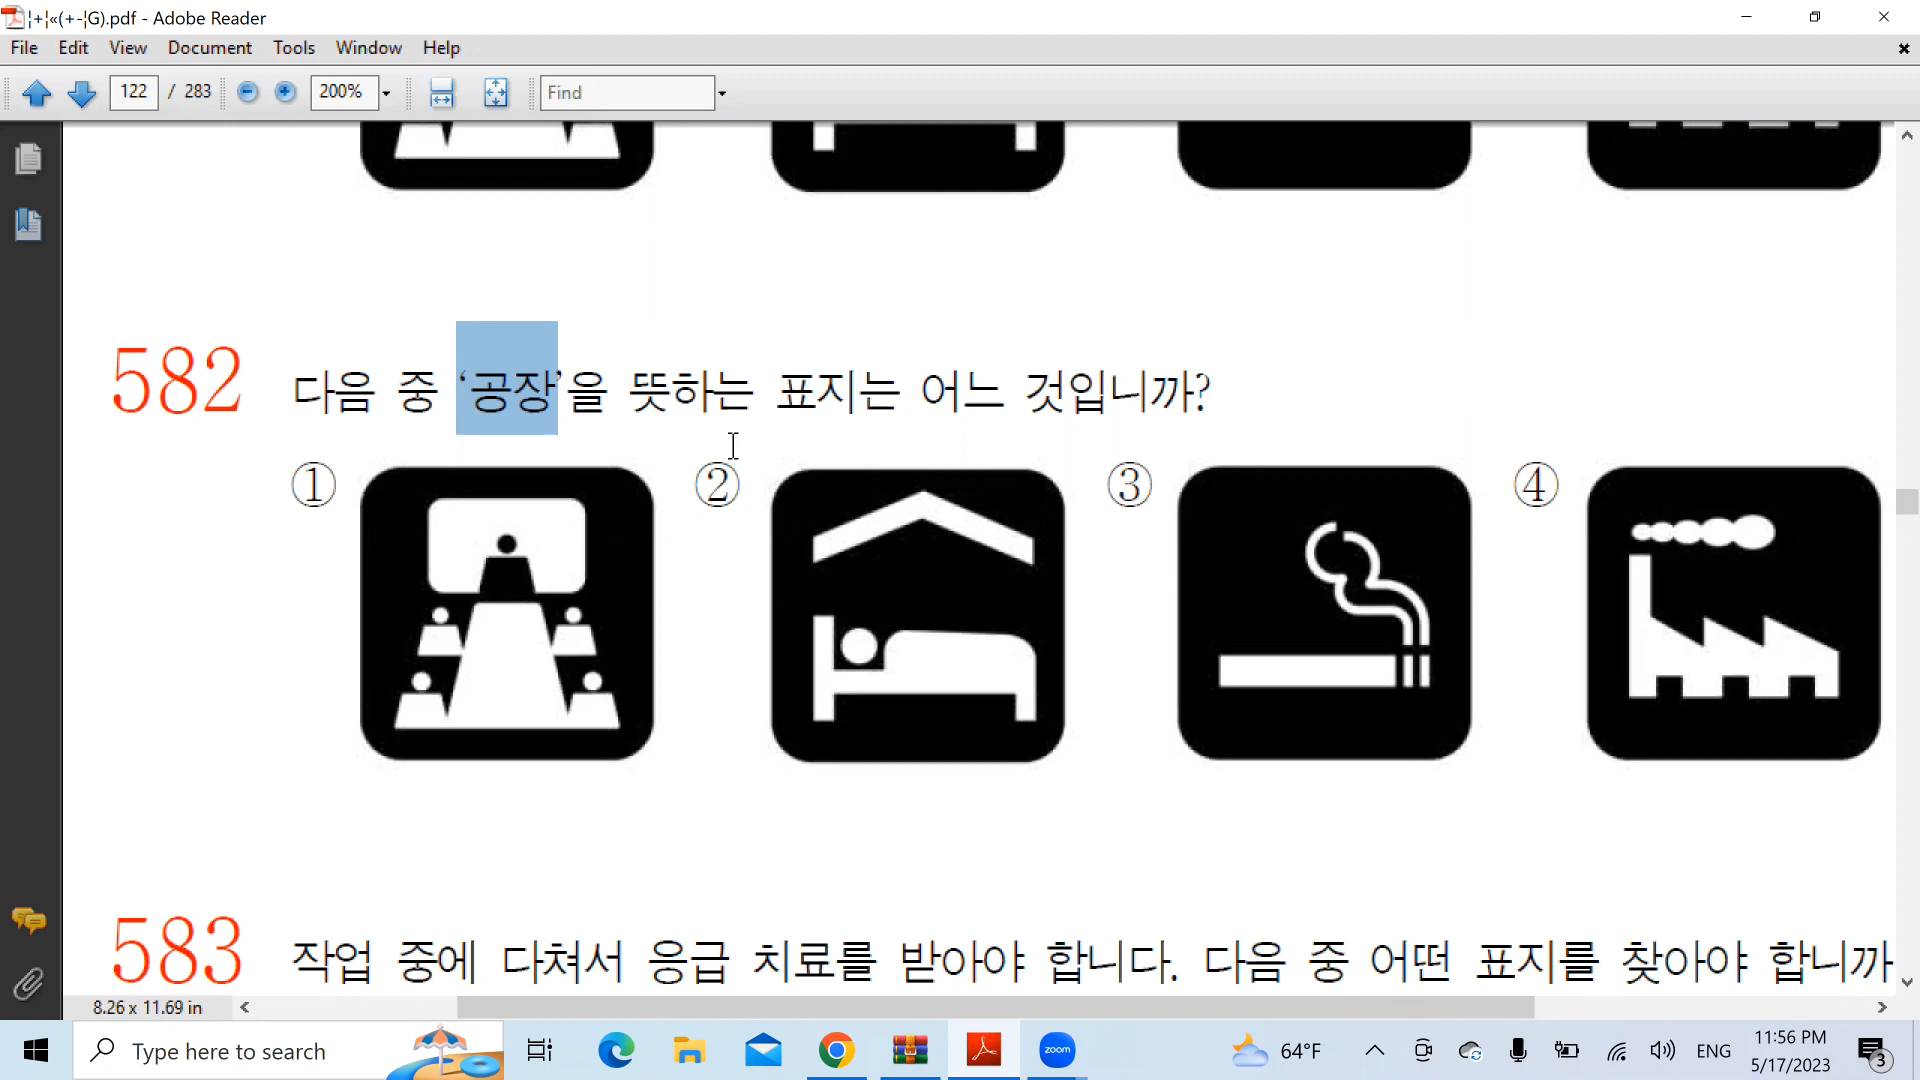 ¦+¦«(+-¦G).pdf - Adobe Reader
File Edit View Document Tools Window Help
122 / 283 200% Find
582 다음 중 ‘공장’을 뜻하는 표지는 어느 것입니까?
① ② ③ ④
583 작업 중에 다쳐서 응급 치료를 받아야 합니다. 다음 중 어떤 표지를 찾아야 합니까
8.26 x 11.69 in
Type here to search zoom 64°F ENG 11:56 PM
5/17/2023 3